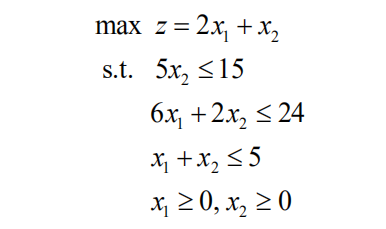 max z = 2x₁ + x₂
s.t. 5x₂ ≤ 15
6x₁ + 2x₂ ≤ 24
x₁ + x₂ ≤ 5
x₁ ≥ 0, x₂ ≥ 0